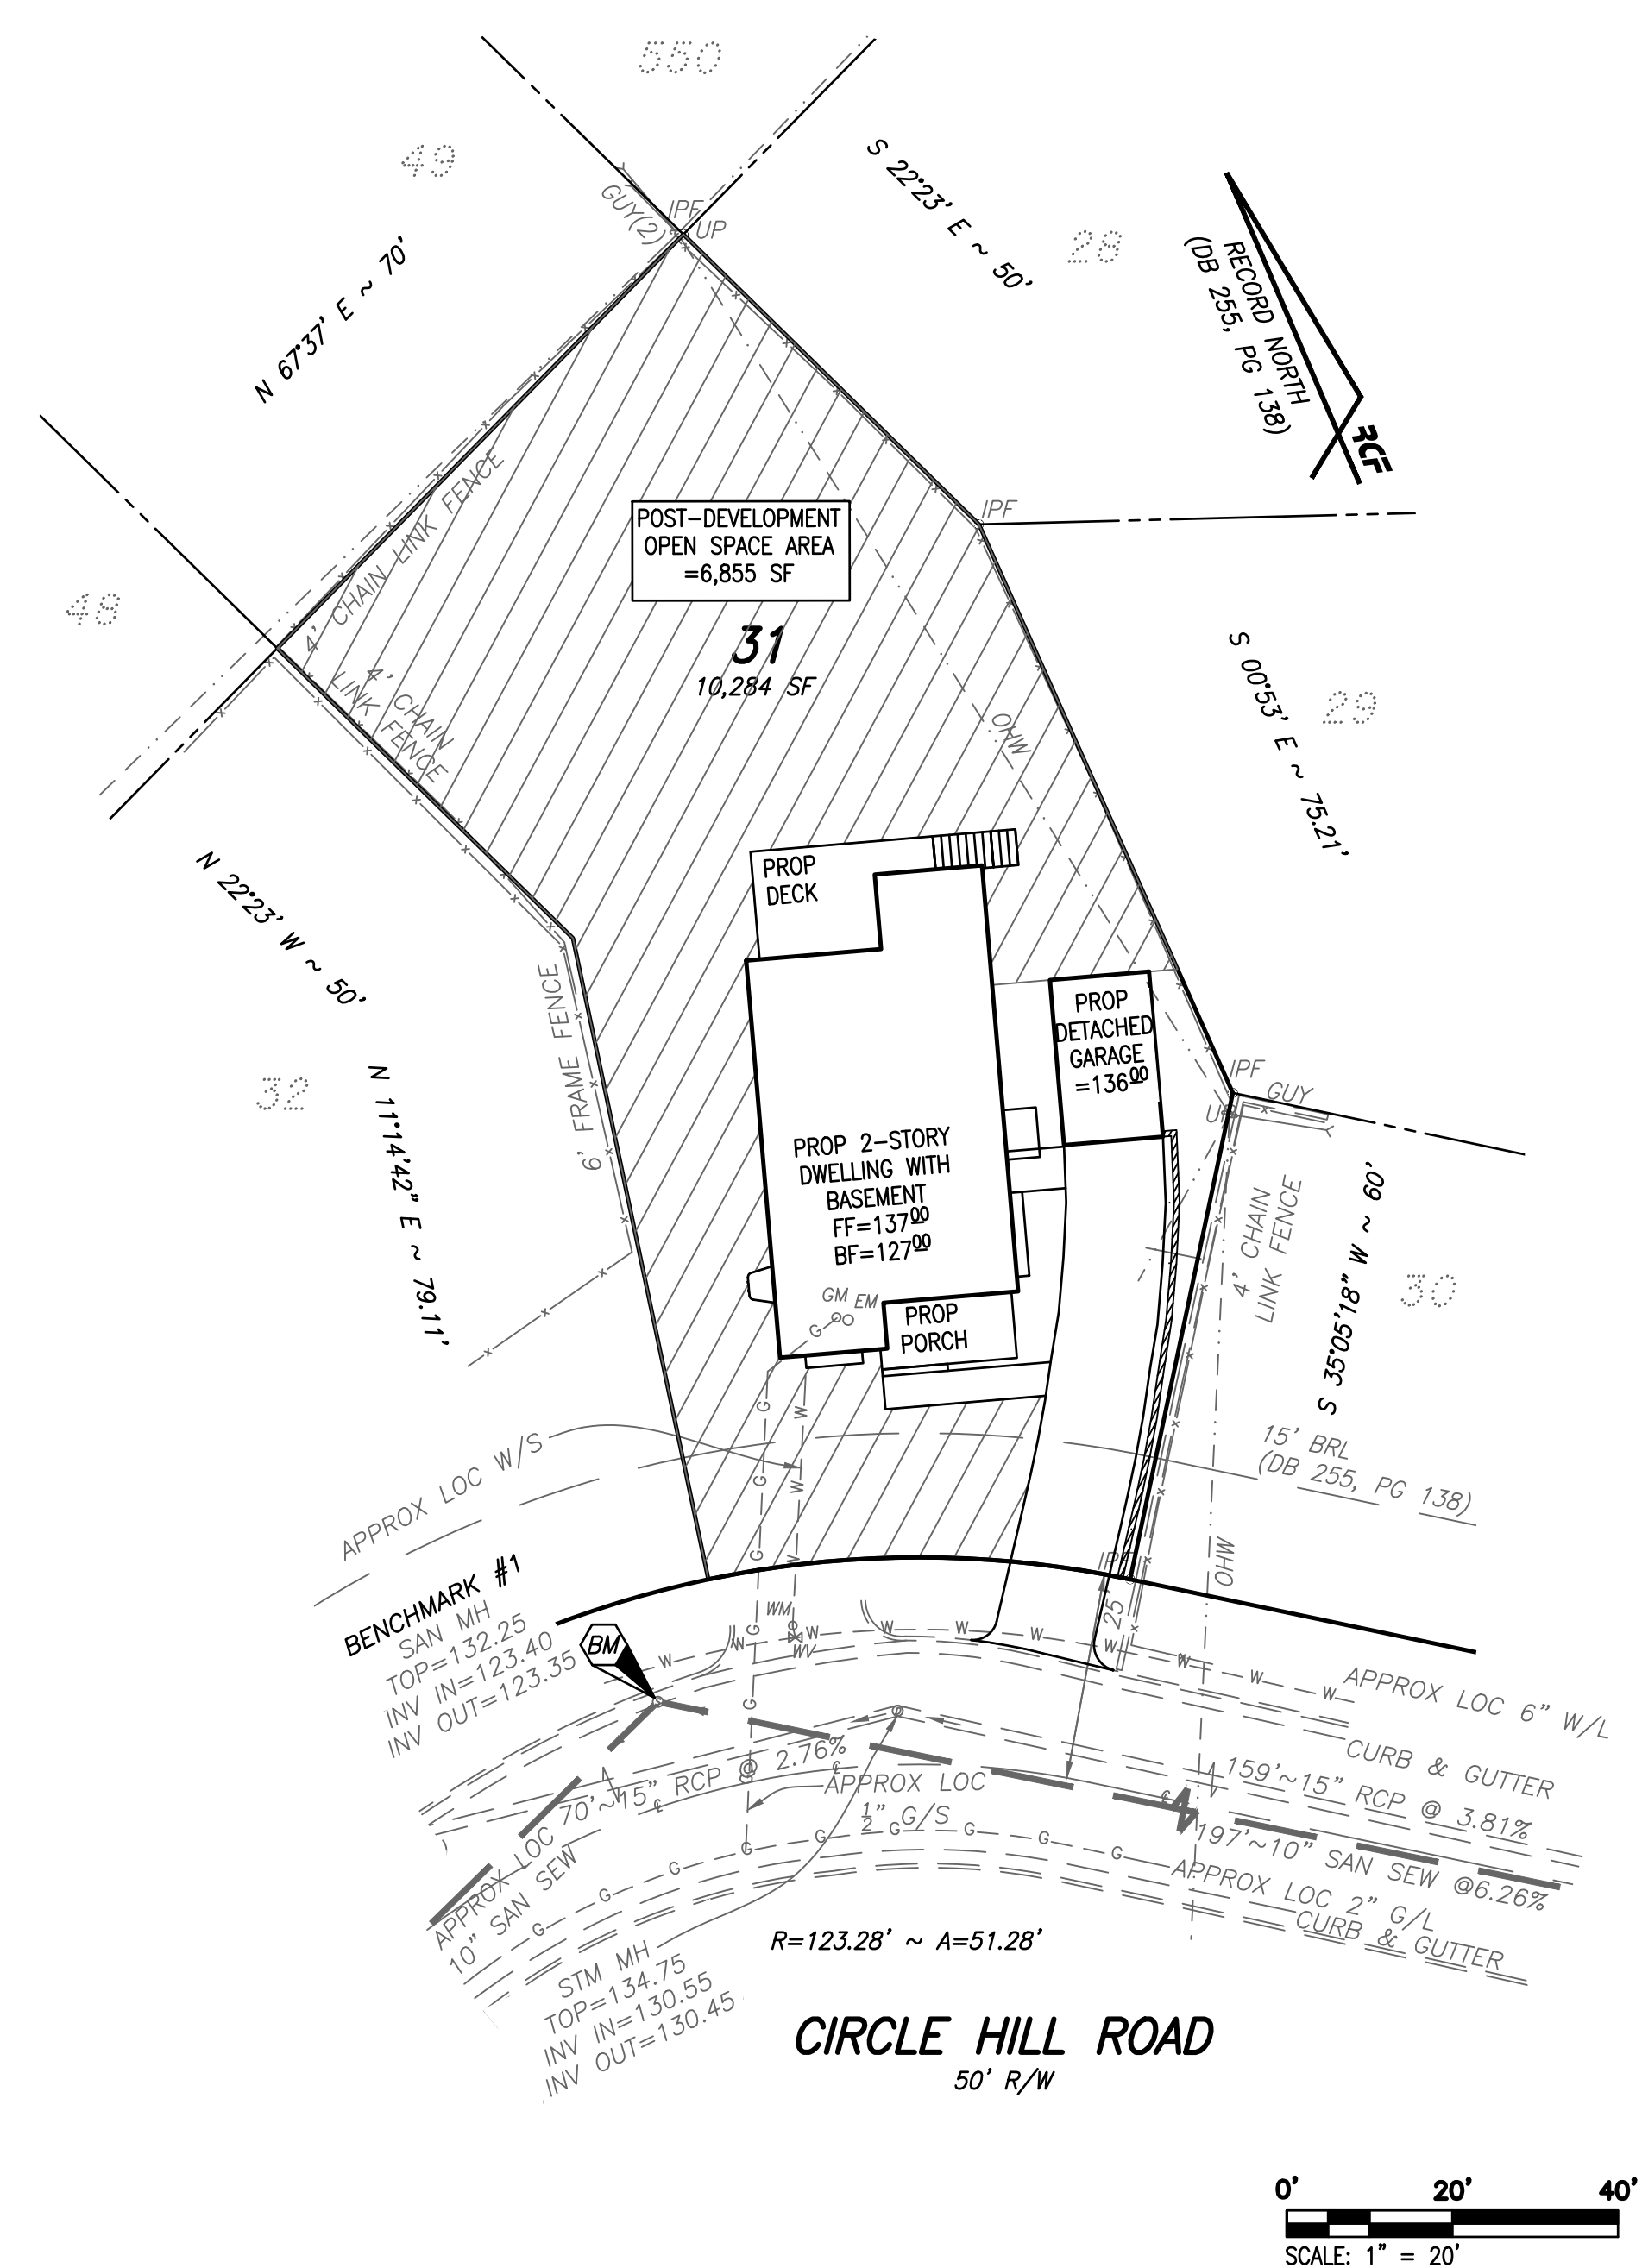 550
49
GUY(2)
IPF
UP
S 22°23' E ~ 50'
28
RECORD NORTH
(DB 255, PG 138)
RCF
N 67°37' E ~ 70'
4' CHAIN LINK FENCE
IPF
POST-DEVELOPMENT
OPEN SPACE AREA
=6,855 SF
48
31
10,284 SF
4' CHAIN
LINK FENCE
OHW
S 00°53' E ~ 75.21'
29
N 22°23' W ~ 50'
PROP
DECK
6' FRAME FENCE
PROP
DETACHED
GARAGE
=136.00
IPF
GUY
UP
32
N 11°14'42" E ~ 79.11'
PROP 2-STORY
DWELLING WITH
BASEMENT
FF=137.00
BF=127.00
GM
EM
G
PROP
PORCH
4' CHAIN
LINK FENCE
S 35°05'18" W ~ 60'
30
15' BRL
(DB 255, PG 138)
APPROX LOC W/S
IPF
25'
OHW
BENCHMARK #1
SAN MH
TOP=132.25
INV IN=123.40
INV OUT=123.35
BM
WM
WV
APPROX LOC 6" W/L
CURB & GUTTER
70'~15" RCP @ 2.76%
159'~15" RCP @ 3.81%
APPROX LOC
½" G/S
197'~10" SAN SEW @6.26%
APPROX LOC
10" SAN SEW
APPROX LOC 2" G/L
CURB & GUTTER
STM MH
TOP=134.75
INV IN=130.55
INV OUT=130.45
R=123.28' ~ A=51.28'
CIRCLE HILL ROAD
50' R/W
0' 20' 40'
SCALE: 1" = 20'